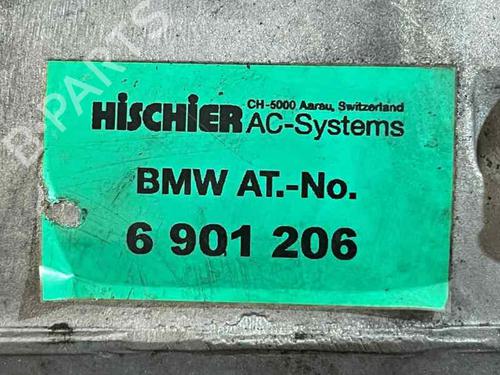 CH-5000 Aarau, Switzerland
HiSCHiER AC-Systems
BMW AT.-No.
6 901 206
B-PARTS